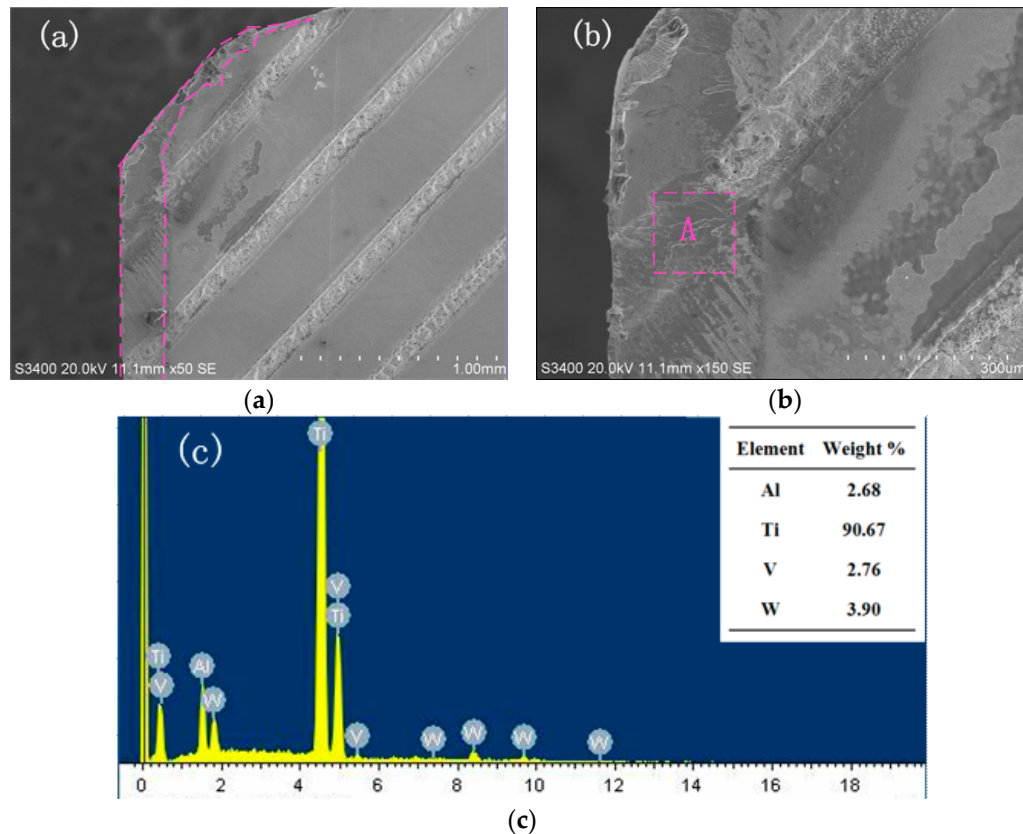 (a)
S3400 20.0kV 11.1mm x50 SE 1.00mm
(a)
(b)
A
S3400 20.0kV 11.1mm x150 SE 300um
(b)
(c)
Ti
V
Al
W
Ti
V
Ti
V
W
W
W
W
0 2 4 6 8 10 12 14 16 18
Element Weight %
Al 2.68
Ti 90.67
V 2.76
W 3.90
(c)